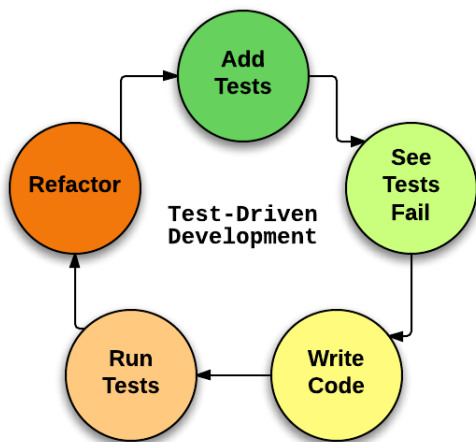 Add
Tests
See
Tests
Fail
Write
Code
Run
Tests
Refactor
Test-Driven
Development